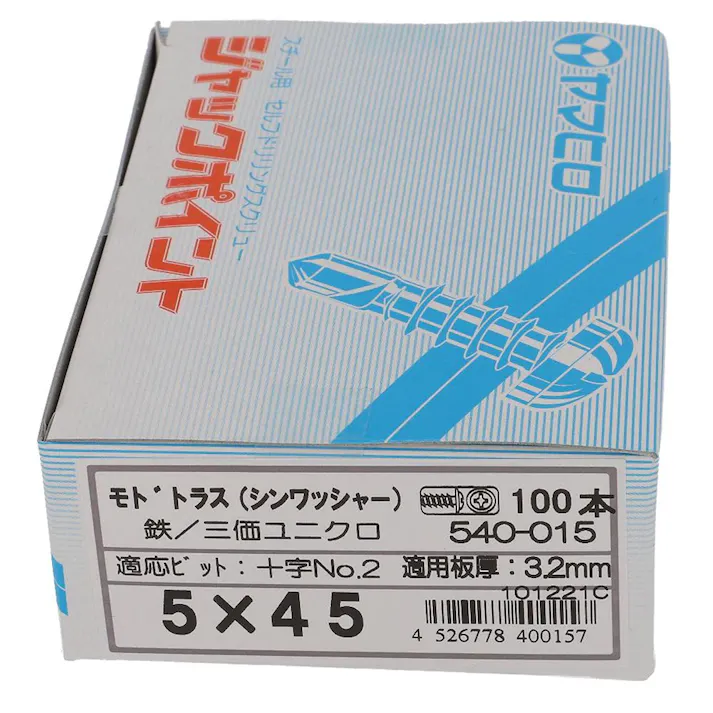 ヤマヒロ
スチール用 セルフドリリングスクリュー
ジャックポイント
モドトラス(シンワッシャー) 100本
鉄/三価ユニクロ 540-015
適応ビット:十字No.2 適用板厚:3.2mm
101221C
5×45
4 526778 400157